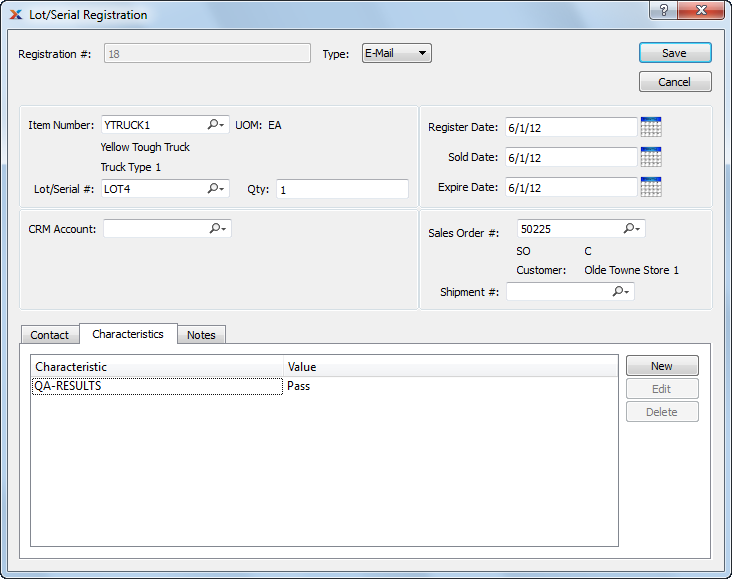 Lot/Serial Registration
Registration #: 18 Type: E-Mail Save
Cancel
Item Number: YTRUCK1 UOM: EA
Yellow Tough Truck
Truck Type 1
Lot/Serial #: LOT4 Qty: 1
Register Date: 6/1/12
Sold Date: 6/1/12
Expire Date: 6/1/12
CRM Account:
Sales Order #: 50225
SO C
Customer: Olde Towne Store 1
Shipment #:
Contact Characteristics Notes
Characteristic Value
QA-RESULTS Pass
New
Edit
Delete